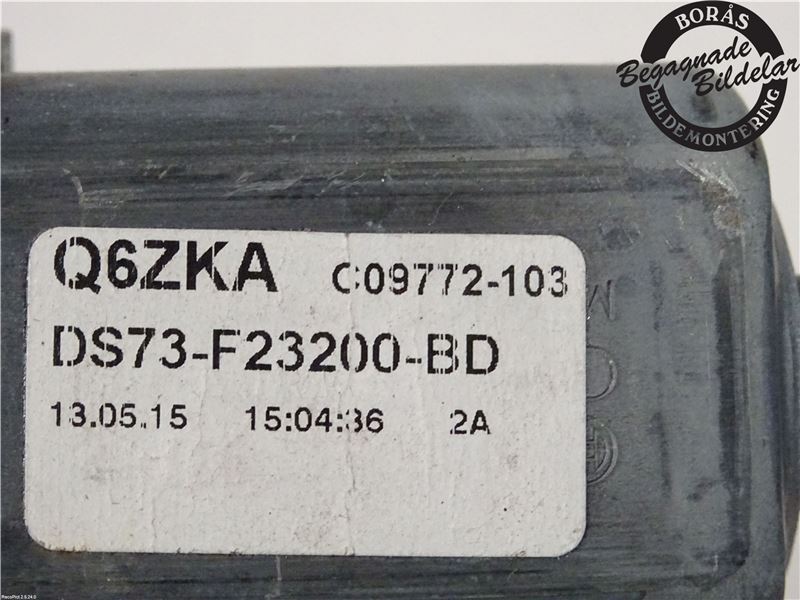 BORÅS
Begagnade
Bildelar
BILDEMONTERING
Q6ZKA C09772-103
DS73-F23200-BD
13.05.15 15:04:36 2A
M